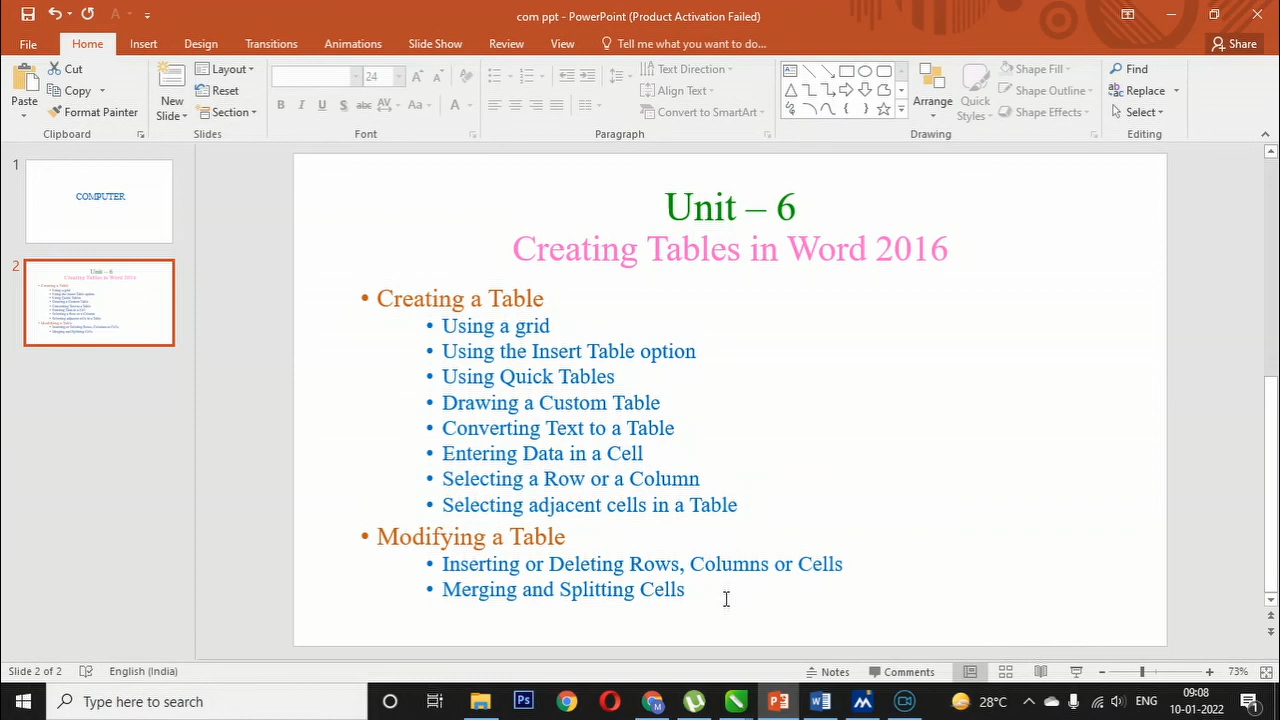 com ppt - PowerPoint (Product Activation Failed)
File Home Insert Design Transitions Animations Slide Show Review View Tell me what you want to do... Share
Paste
Cut
Copy
Format Painter
Clipboard
New Slide
Layout
Reset
Section
Slides
24
B I U S abc AV Aa A
Font
Text Direction
Align Text
Convert to SmartArt
Paragraph
Arrange
Quick Styles
Shape Fill
Shape Outline
Shape Effects
Drawing
Find
Replace
Select
Editing
1
COMPUTER
2
Unit – 6
Creating Tables in Word 2016
• Creating a Table
• Using a grid
• Using the Insert Table option
• Using Quick Tables
• Drawing a Custom Table
• Converting Text to a Table
• Entering Data in a Cell
• Selecting a Row or a Column
• Selecting adjacent cells in a Table
• Modifying a Table
• Inserting or Deleting Rows, Columns or Cells
• Merging and Splitting Cells
Slide 2 of 2 English (India) Notes Comments 73%
Type here to search
28°C ENG 09:08
10-01-2022